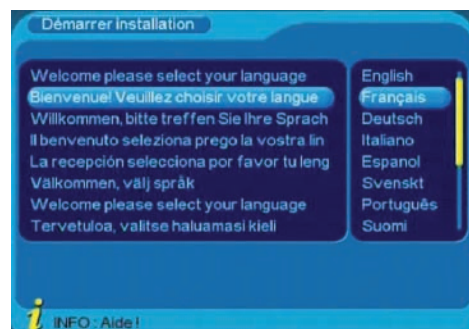 Démarrer installation
Welcome please select your language English
Bienvenue! Veuillez choisir votre langue Français
Willkommen, bitte treffen Sie Ihre Sprach Deutsch
Il benvenuto seleziona prego la vostra lin Italiano
La recepción selecciona por favor tu leng Espanol
Välkommen, välj språk Svenskt
Welcome please select your language Português
Tervetuloa, valitse haluamasi kieli Suomi
i INFO : Aide !